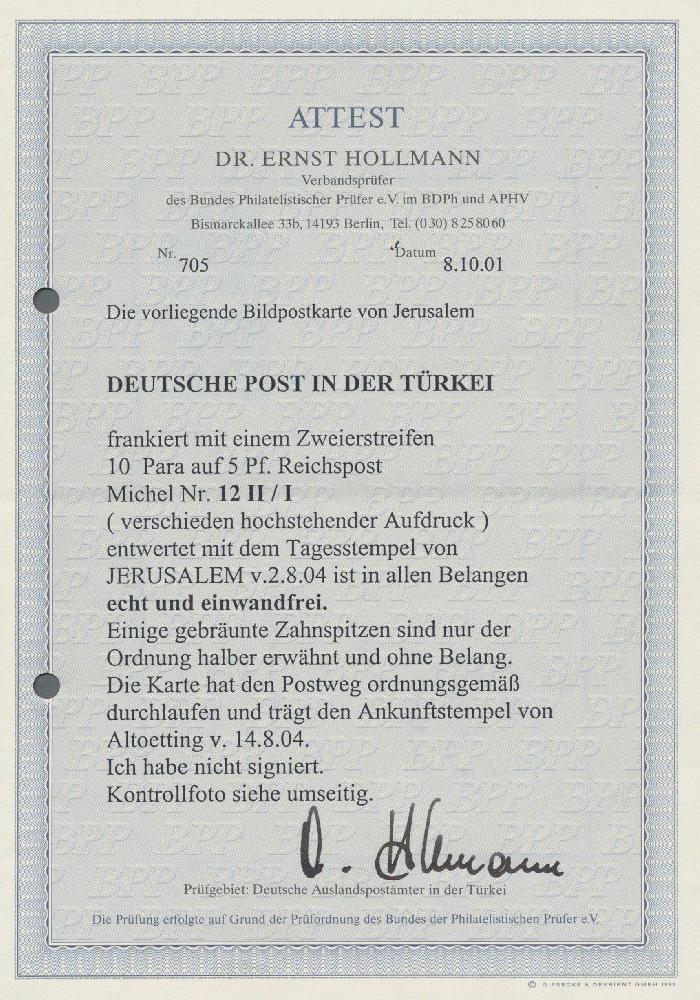 ATTEST
DR. ERNST HOLLMANN
Verbandsprüfer
des Bundes Philatelistischer Prüfer e.V. im BDPh und APHV
Bismarckallee 33b, 14193 Berlin, Tel. (030) 8258060
Nr. 705 Datum 8.10.01
Die vorliegende Bildpostkarte von Jerusalem
DEUTSCHE POST IN DER TÜRKEI
frankiert mit einem Zweierstreifen
10 Para auf 5 Pf. Reichspost
Michel Nr. 12 II / I
( verschieden hochstehender Aufdruck )
entwertet mit dem Tagesstempel von
JERUSALEM v.2.8.04 ist in allen Belangen
echt und einwandfrei.
Einige gebräunte Zahnspitzen sind nur der
Ordnung halber erwähnt und ohne Belang.
Die Karte hat den Postweg ordnungsgemäß
durchlaufen und trägt den Ankunftstempel von
Altoetting v. 14.8.04.
Ich habe nicht signiert.
Kontrollfoto siehe umseitig.
Prüfgebiet: Deutsche Auslandspostämter in der Türkei
Die Prüfung erfolgte auf Grund der Prüfordnung des Bundes der Philatelistischen Prüfer e.V.
© GIESECKE & DEVRIENT GMBH